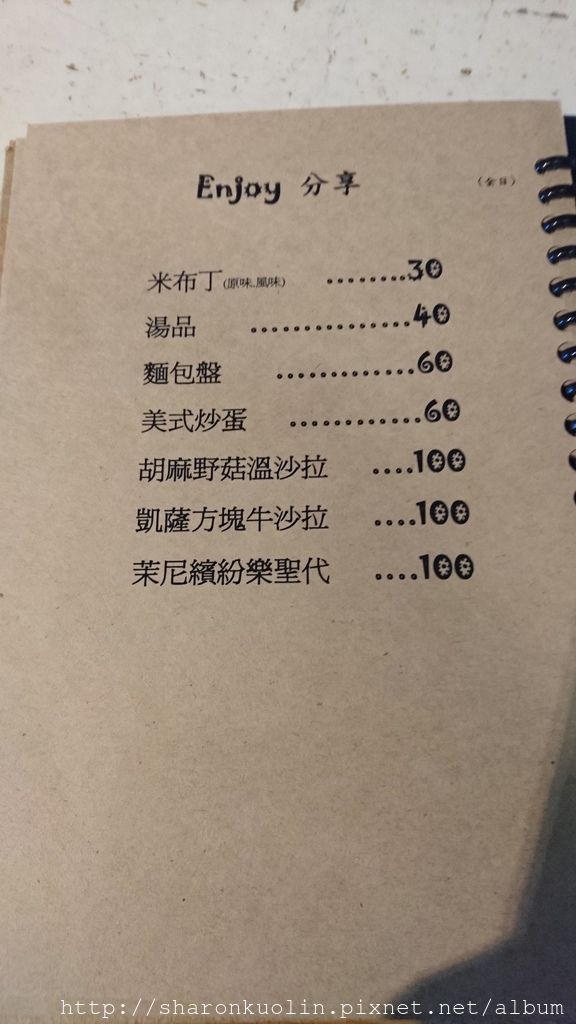 Enjoy 分享 (全日)
米布丁(原味.風味) ........30
湯品 ...............40
麵包盤 .............60
美式炒蛋 ............60
胡麻野菇溫沙拉 ....100
凱薩方塊牛沙拉 ....100
茉尼繽紛樂聖代 ....100
http://sharonkuolin.pixnet.net/album